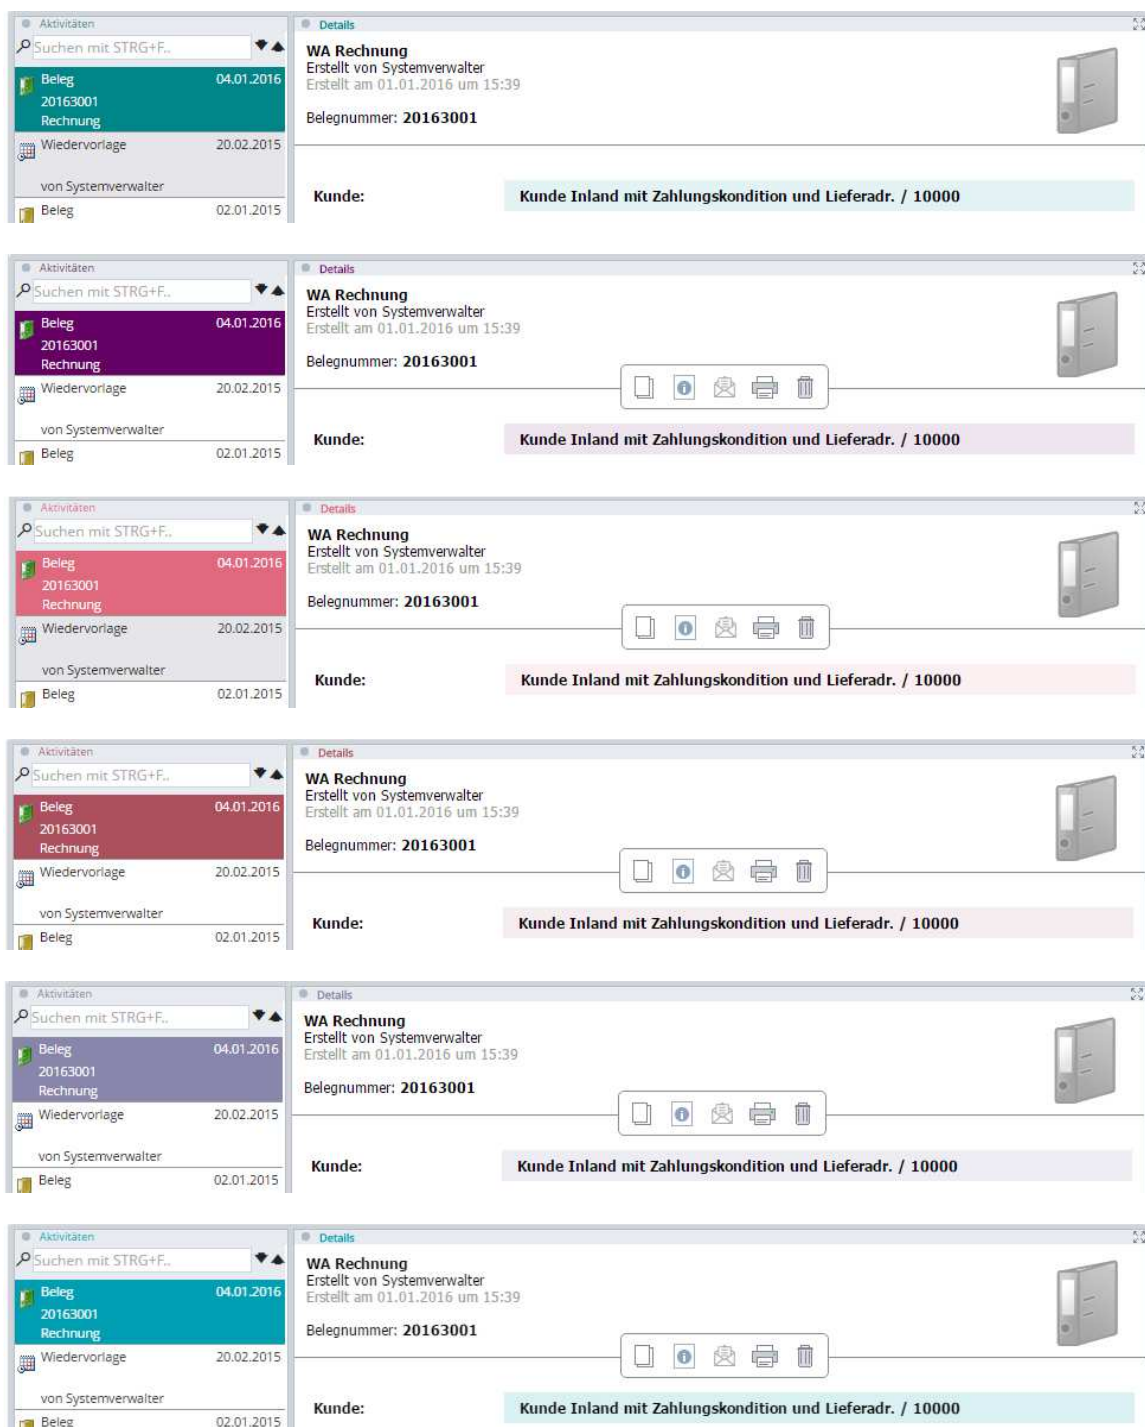 Aktivitäten
Suchen mit STRG+F..
Beleg 04.01.2016
20163001
Rechnung
Wiedervorlage 20.02.2015
von Systemverwalter
Beleg 02.01.2015
Details
WA Rechnung
Erstellt von Systemverwalter
Erstellt am 01.01.2016 um 15:39
Belegnummer: 20163001
Kunde: Kunde Inland mit Zahlungskondition und Lieferadr. / 10000
Aktivitäten
Suchen mit STRG+F..
Beleg 04.01.2016
20163001
Rechnung
Wiedervorlage 20.02.2015
von Systemverwalter
Beleg 02.01.2015
Details
WA Rechnung
Erstellt von Systemverwalter
Erstellt am 01.01.2016 um 15:39
Belegnummer: 20163001
Kunde: Kunde Inland mit Zahlungskondition und Lieferadr. / 10000
Aktivitäten
Suchen mit STRG+F..
Beleg 04.01.2016
20163001
Rechnung
Wiedervorlage 20.02.2015
von Systemverwalter
Beleg 02.01.2015
Details
WA Rechnung
Erstellt von Systemverwalter
Erstellt am 01.01.2016 um 15:39
Belegnummer: 20163001
Kunde: Kunde Inland mit Zahlungskondition und Lieferadr. / 10000
Aktivitäten
Suchen mit STRG+F..
Beleg 04.01.2016
20163001
Rechnung
Wiedervorlage 20.02.2015
von Systemverwalter
Beleg 02.01.2015
Details
WA Rechnung
Erstellt von Systemverwalter
Erstellt am 01.01.2016 um 15:39
Belegnummer: 20163001
Kunde: Kunde Inland mit Zahlungskondition und Lieferadr. / 10000
Aktivitäten
Suchen mit STRG+F..
Beleg 04.01.2016
20163001
Rechnung
Wiedervorlage 20.02.2015
von Systemverwalter
Beleg 02.01.2015
Details
WA Rechnung
Erstellt von Systemverwalter
Erstellt am 01.01.2016 um 15:39
Belegnummer: 20163001
Kunde: Kunde Inland mit Zahlungskondition und Lieferadr. / 10000
Aktivitäten
Suchen mit STRG+F..
Beleg 04.01.2016
20163001
Rechnung
Wiedervorlage 20.02.2015
von Systemverwalter
Beleg 02.01.2015
Details
WA Rechnung
Erstellt von Systemverwalter
Erstellt am 01.01.2016 um 15:39
Belegnummer: 20163001
Kunde: Kunde Inland mit Zahlungskondition und Lieferadr. / 10000